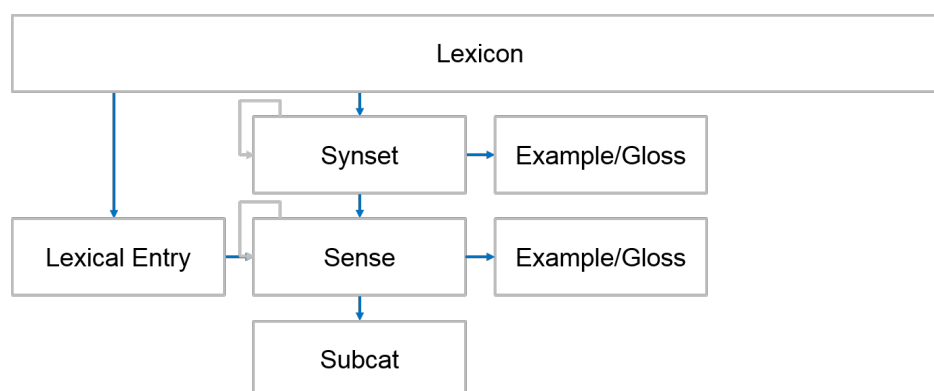 Lexicon
Synset
Example/Gloss
Lexical Entry
Sense
Example/Gloss
Subcat